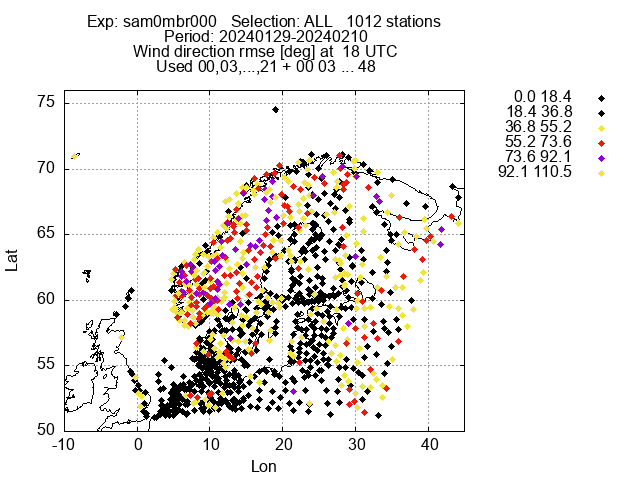 Exp: sam0mbr000   Selection: ALL   1012 stations
Period: 20240129-20240210
Wind direction rmse [deg] at  18 UTC
Used 00,03,...,21 + 00 03 ... 48
0.0 18.4
18.4 36.8
36.8 55.2
55.2 73.6
73.6 92.1
92.1 110.5
75
70
65
60
55
50
Lat
-10 0 10 20 30 40
Lon